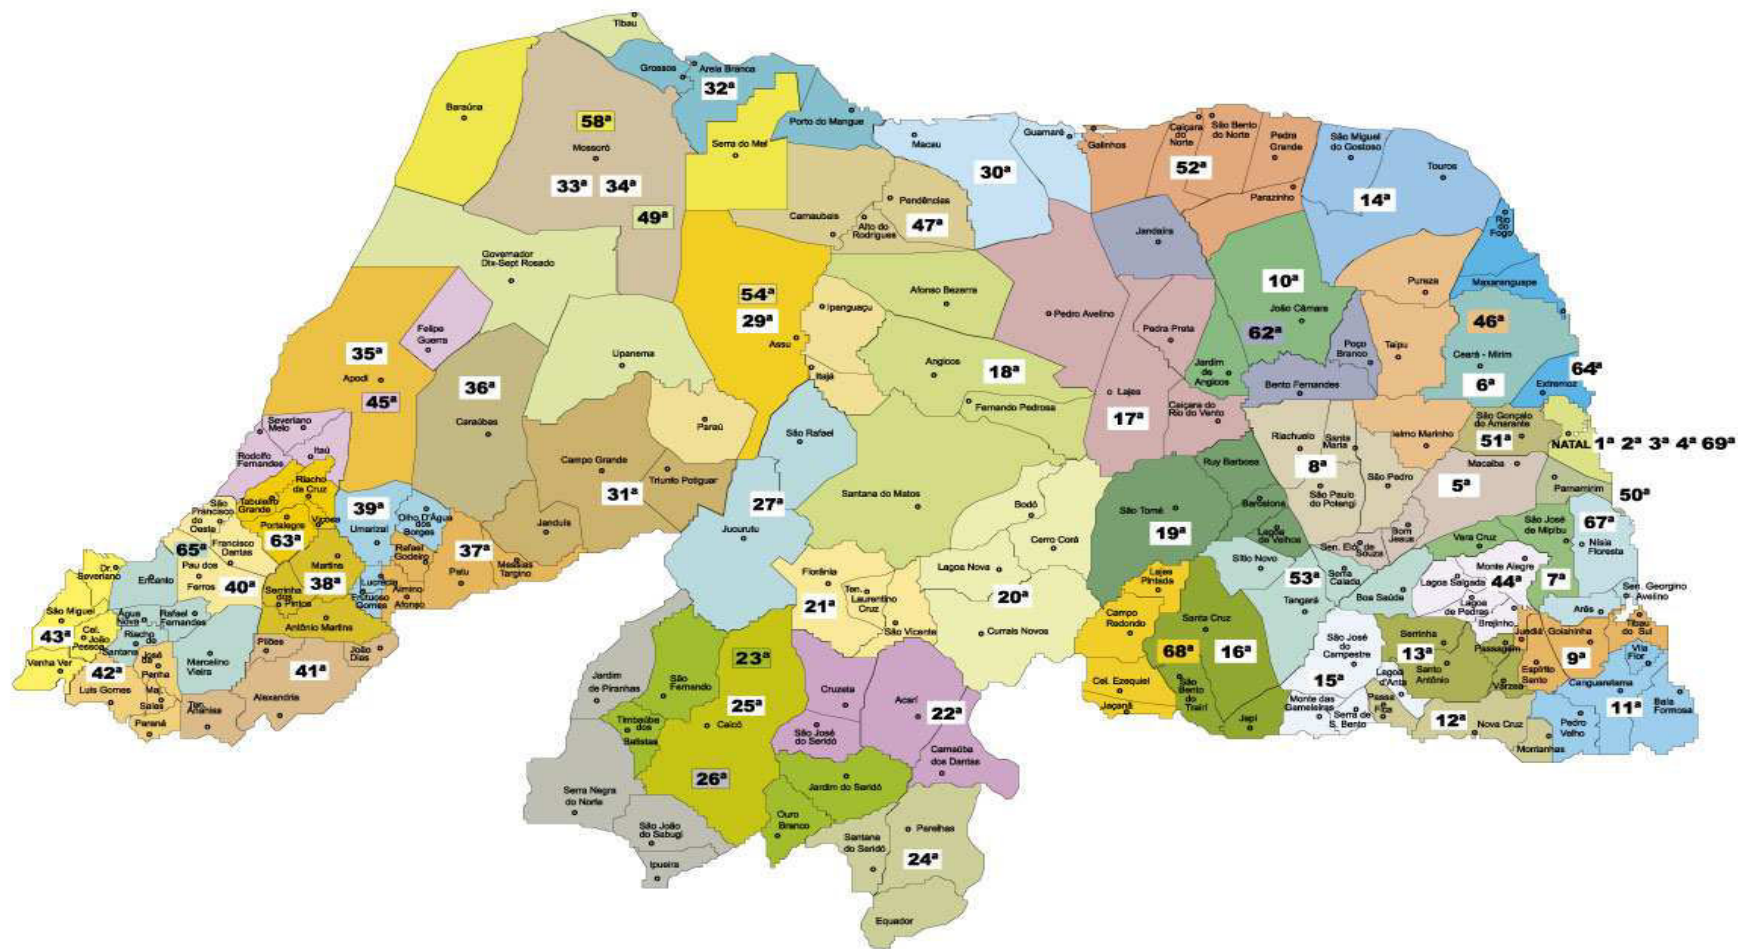 Tibau
Grossos
Areia Branca
32ª
Baraúna
58ª
Mossoró
33ª 34ª
49ª
Serra do Mel
Porto do Mangue
Macau
Guamaré
30ª
Galinhos
Caiçara
do
Norte
São Bento
do Norte
Pedra
Grande
52ª
Parazinho
São Miguel
do Gostoso
Touros
14ª
Rio
do
Fogo
Carnaubais
Pendências
Alto do
Rodrigues
47ª
Jandaíra
Governador
Dix-Sept Rosado
54ª
29ª
Assu
Ipanguaçu
Itajá
Afonso Bezerra
Pedro Avelino
Pedra Preta
10ª
João Câmara
62ª
Jardim
de
Angicos
Poço
Branco
Bento Fernandes
Pureza
Taipu
Maxaranguape
46ª
Ceará - Mirim
6ª
64ª
Extremoz
Felipe
Guerra
35ª
Apodi
45ª
36ª
Caraúbas
Upanema
Paraú
Angicos
18ª
Fernando Pedrosa
Lajes
17ª
Caiçara do
Rio do Vento
Riachuelo
Santa
Maria
8ª
São Paulo
do Potengi
São Pedro
Ielmo Marinho
São Gonçalo
do Amarante
51ª
NATAL 1ª 2ª 3ª 4ª 69ª
Macaíba
5ª
Parnamirim
50ª
Severiano
Melo
Itaú
Rodolfo
Fernandes
Riacho
da Cruz
Tabuleiro
Grande
Portalegre
Viçosa
63ª
São
Francisco
do
Oeste
Francisco
Dantas
65ª
Pau dos
Ferros
40ª
39ª
Umarizal
Olho D'Água
dos
Borges
Rafael
Godeiro
37ª
Patu
Messias
Targino
Almino
Afonso
Lucrécia
Frutuoso
Gomes
Martins
38ª
Serrinha
dos
Pintos
Antônio Martins
João
Dias
Campo Grande
31ª
Triunfo Potiguar
Janduís
São Rafael
27ª
Jucurutu
Santana do Matos
Bodó
Cerro Corá
Lagoa Nova
20ª
Currais Novos
Ruy Barbosa
Barcelona
Lagoa
de Velhos
São Tomé
19ª
Sen. Eloi de
Souza
Bom
Jesus
Vera Cruz
São José
de Mipibu
67ª
Nísia
Floresta
Dr.
Severiano
Encanto
São Miguel
43ª
Cel.
João
Pessoa
Venha Ver
Água
Nova
Rafael
Fernandes
Riacho de
Santana
Marcelino
Vieira
José
da
Penha
42ª
Luis Gomes
Maj.
Sales
Paraná
Ten.
Ananias
Pilões
41ª
Alexandria
Florânia
21ª
Ten.
Laurentino
Cruz
São Vicente
Sítio Novo
53ª
Serra
Caiada
Tangará
Boa Saúde
Monte Alegre
Lagoa Salgada
44ª
Lagoa
de Pedras
Brejinho
7ª
Sen. Georgino
Avelino
Arês
Tibau
do Sul
Lajes
Pintada
Campo
Redondo
68ª
Cel. Ezequiel
Jaçanã
Santa Cruz
16ª
São
Bento
do
Trairi
Japi
São José
do
Campestre
15ª
Monte das
Gameleiras
Serra de
S. Bento
Lagoa
d'Anta
Passa
e Fica
Serrinha
13ª
Santo
Antônio
Passagem
Várzea
Jundiá
Goianinha
Espírito
Santo
9ª
Vila
Flor
Canguaretama
11ª
Baía
Formosa
Pedro
Velho
12ª
Nova Cruz
Montanhas
Jardim
de Piranhas
São
Fernando
Timbaúba dos
Batistas
23ª
25ª
Caicó
26ª
Cruzeta
Acari
22ª
São José
do Seridó
Carnaúba
dos Dantas
Jardim do Seridó
Serra Negra
do Norte
São João
do Sabugi
Ipueira
Ouro
Branco
Santana
do Seridó
Parelhas
24ª
Equador